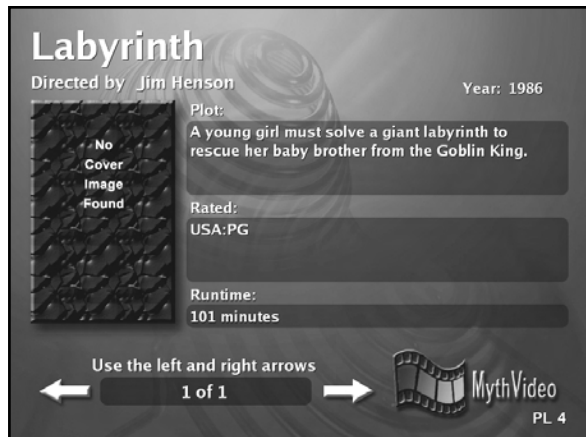 Labyrinth
Directed by Jim Henson
Year: 1986
No
Cover
Image
Found
Plot:
A young girl must solve a giant labyrinth to
rescue her baby brother from the Goblin King.
Rated:
USA:PG
Runtime:
101 minutes
Use the left and right arrows
1 of 1
MythVideo
PL 4